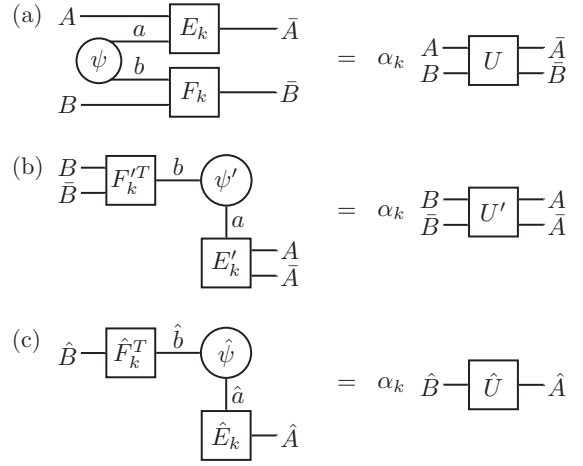 (a) A a E_k Ā
ψ = α_k A U Ā
b B B̄
B F_k B̄
(b) B F′_k^T b ψ′ = α_k B U′ A
B̄ B̄ Ā
a
E′_k A
Ā
(c) B̂ F̂_k^T b̂ ψ̂ = α_k B̂ Û Â
â
Ê_k Â